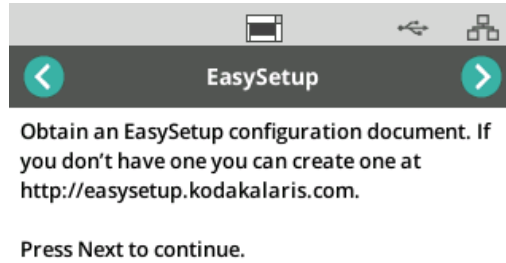 EasySetup
Obtain an EasySetup configuration document. If
you don't have one you can create one at
http://easysetup.kodakalaris.com.
Press Next to continue.